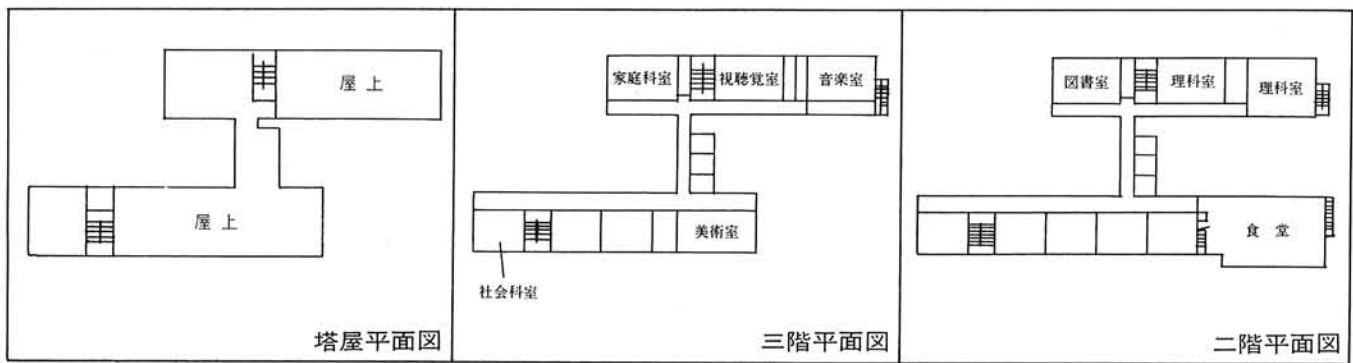 屋上
屋上
塔屋平面図
家庭科室
視聴覚室
音楽室
美術室
社会科室
三階平面図
図書室
理科室
理科室
食堂
二階平面図